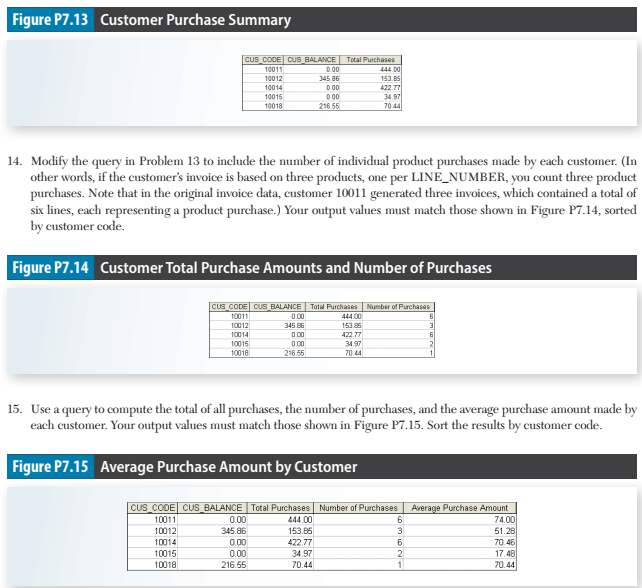 Figure P7.13 Customer Purchase Summary
CUS_CODE CUS_BALANCE Total Purchases
10011 0.00 444.00
10012 345.86 153.85
10014 0.00 422.77
10015 0.00 34.97
10018 216.55 70.44
14. Modify the query in Problem 13 to include the number of individual product purchases made by each customer. (In
other words, if the customer's invoice is based on three products, one per LINE_NUMBER, you count three product
purchases. Note that in the original invoice data, customer 10011 generated three invoices, which contained a total of
six lines, each representing a product purchase.) Your output values must match those shown in Figure P7.14, sorted
by customer code.
Figure P7.14 Customer Total Purchase Amounts and Number of Purchases
CUS_CODE CUS_BALANCE Total Purchases Number of Purchases
10011 0.00 444.00 6
10012 345.86 153.85 3
10014 0.00 422.77 6
10015 0.00 34.97 2
10018 216.55 70.44 1
15. Use a query to compute the total of all purchases, the number of purchases, and the average purchase amount made by
each customer. Your output values must match those shown in Figure P7.15. Sort the results by customer code.
Figure P7.15 Average Purchase Amount by Customer
CUS_CODE CUS_BALANCE Total Purchases Number of Purchases Average Purchase Amount
10011 0.00 444.00 6 74.00
10012 345.86 153.85 3 51.28
10014 0.00 422.77 6 70.46
10015 0.00 34.97 2 17.48
10018 216.55 70.44 1 70.44